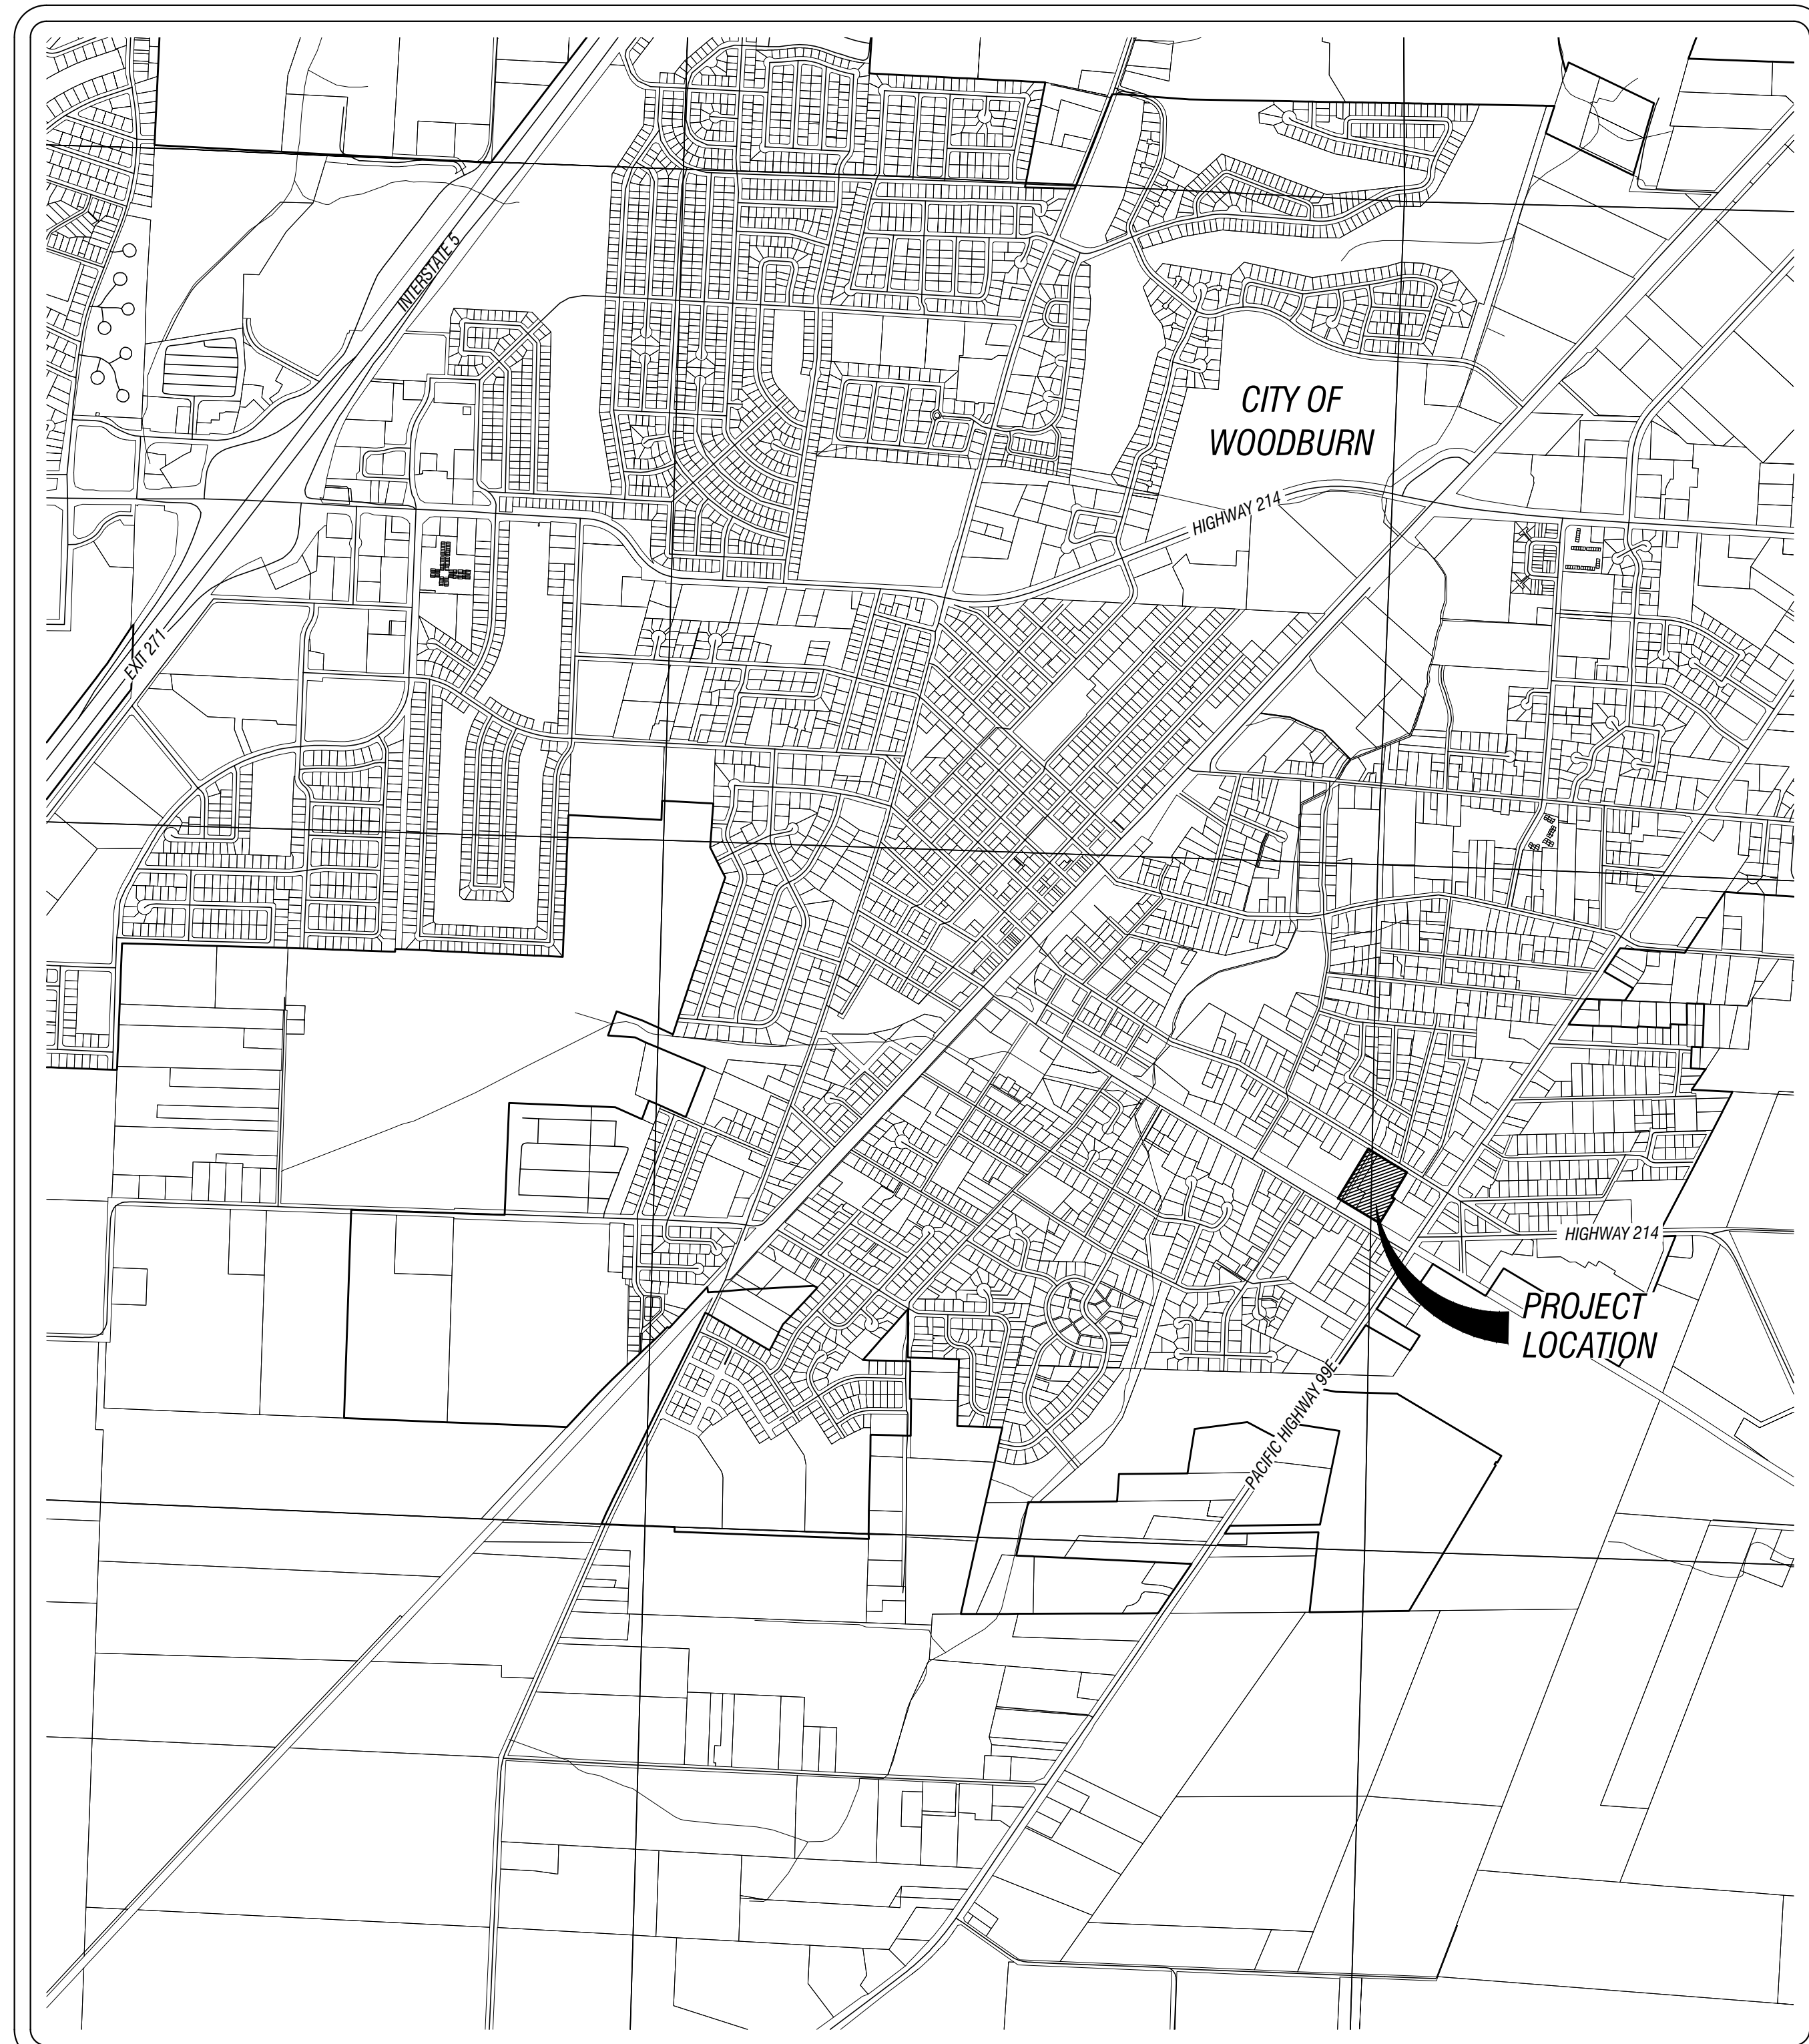 INTERSTATE 5
CITY OF
WOODBURN
HIGHWAY 214
EXIT 271
HIGHWAY 214
PROJECT
LOCATION
PACIFIC HIGHWAY 99E